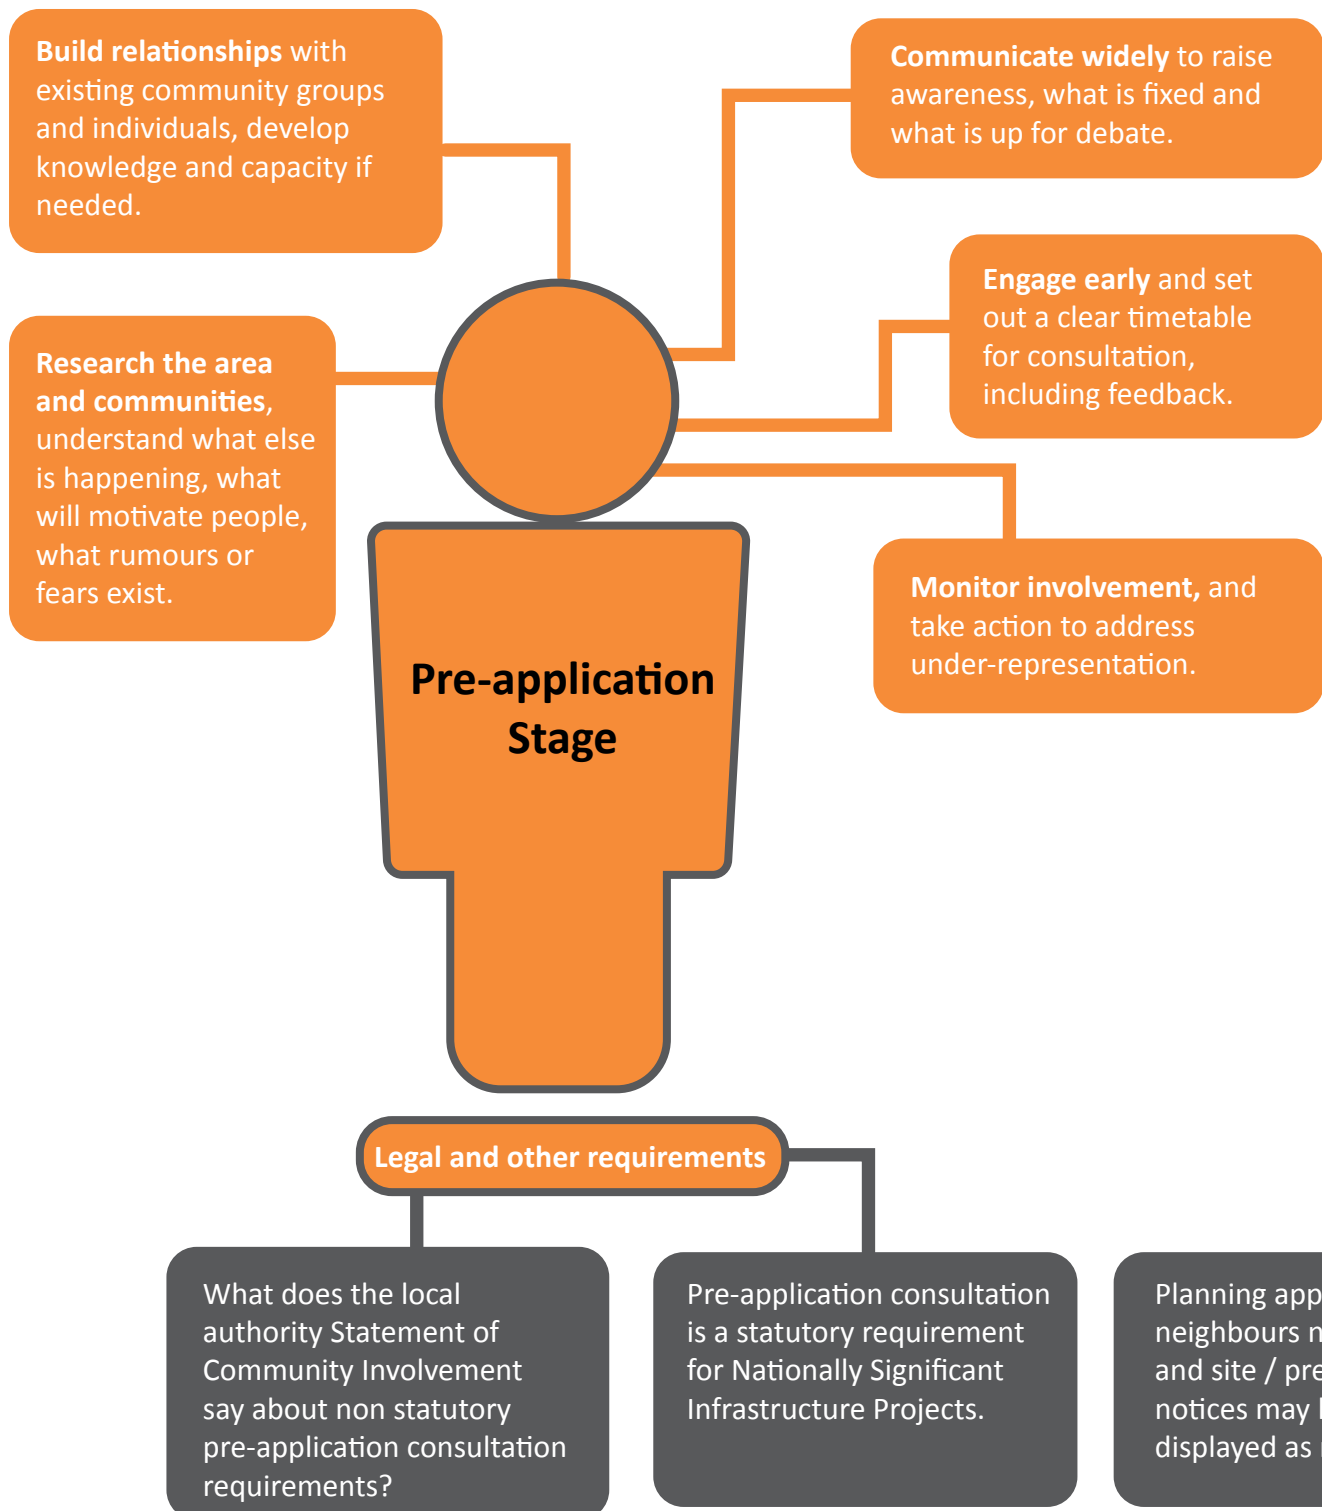 Build relationships with
existing community groups
and individuals, develop
knowledge and capacity if
needed.
Communicate widely to raise
awareness, what is fixed and
what is up for debate.
Engage early and set
out a clear timetable
for consultation,
including feedback.
Research the area
and communities,
understand what else
is happening, what
will motivate people,
what rumours or
fears exist.
Monitor involvement, and
take action to address
under-representation.
Pre-application
Stage
Legal and other requirements
What does the local
authority Statement of
Community Involvement
say about non statutory
pre-application consultation
requirements?
Pre-application consultation
is a statutory requirement
for Nationally Significant
Infrastructure Projects.
Planning
neighbours
and site /
notices may
displayed as